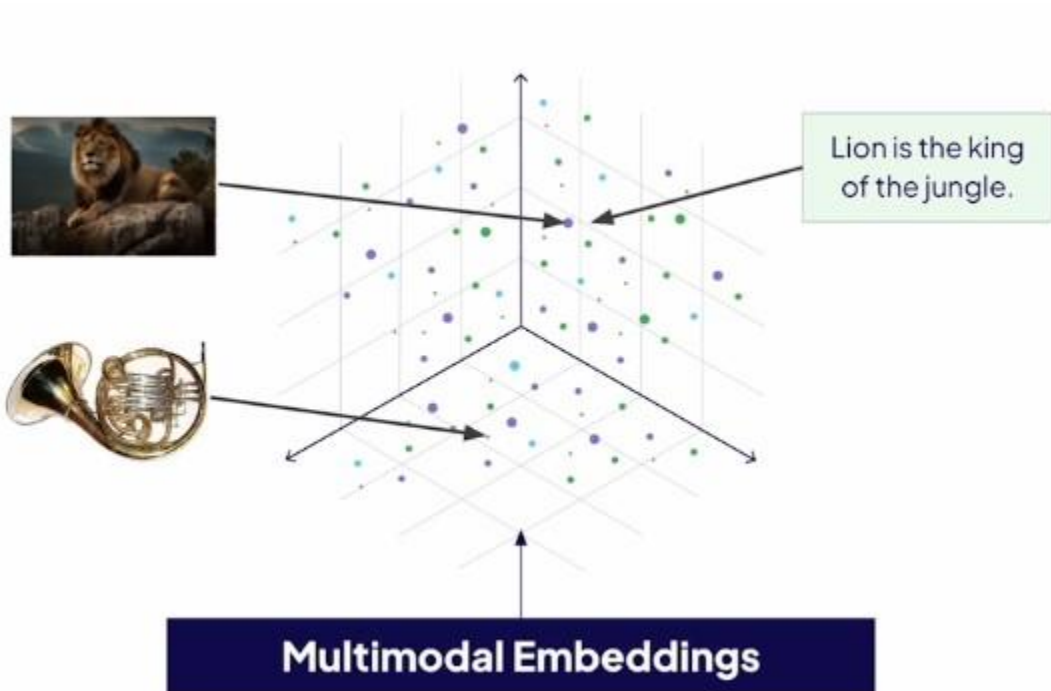 Lion is the king
of the jungle.
Multimodal Embeddings